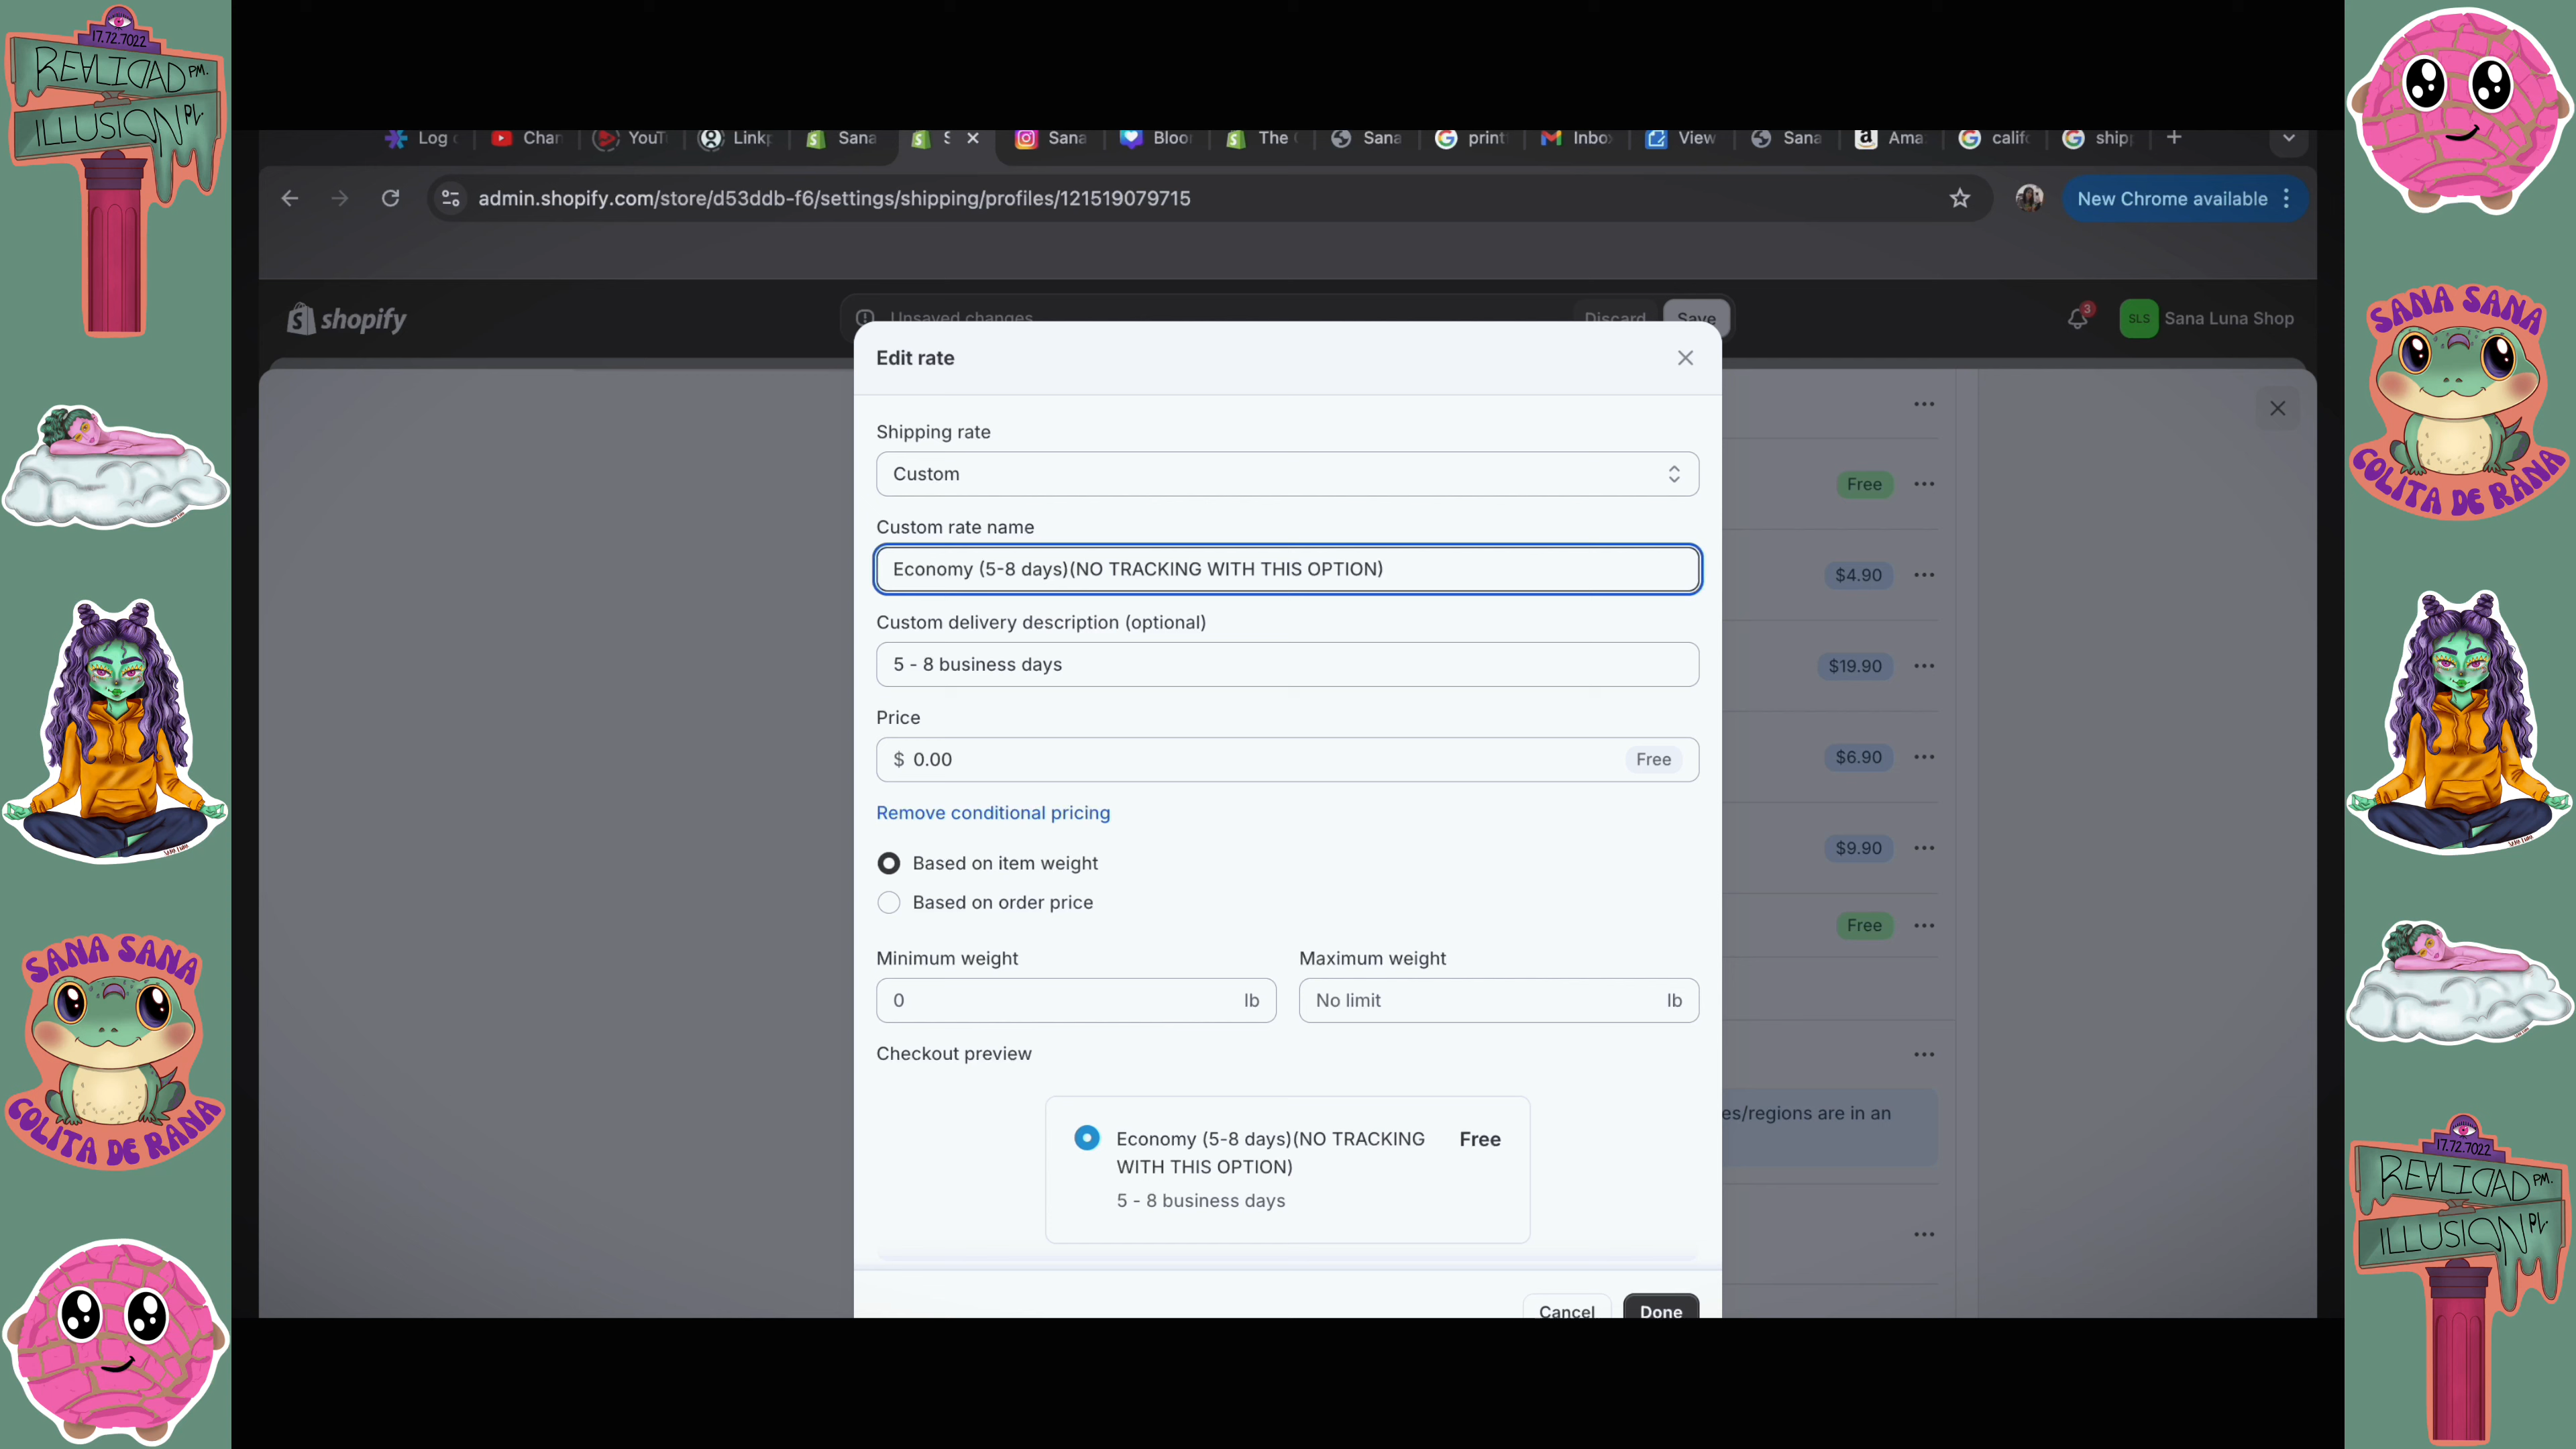 17.72.7022
REALIDAD PM.
ILLUSION PL.
SANA SANA
COLITA DE RANA
Log
Chan
YouT
Link
Sana
S
Sana
Bloor
The
Sana
print
Inbo
View
Sana
Ama
calif
ship
admin.shopify.com/store/d53ddb-f6/settings/shipping/profiles/121519079715
New Chrome available
shopify
Unsaved changes
Discard
Save
3
SLS
Sana Luna Shop
Edit rate
Shipping rate
Custom
Custom rate name
Economy (5-8 days)(NO TRACKING WITH THIS OPTION)
Custom delivery description (optional)
5 - 8 business days
Price
$ 0.00
Free
Remove conditional pricing
Based on item weight
Based on order price
Minimum weight
Maximum weight
0 lb
No limit lb
Checkout preview
Economy (5-8 days)(NO TRACKING
WITH THIS OPTION)
Free
5 - 8 business days
Cancel
Done
Free
$4.90
$19.90
$6.90
$9.90
Free
es/regions are in an
SANA SANA
COLITA DE RANA
17.72.7022
REALIDAD PM.
ILLUSION PL.